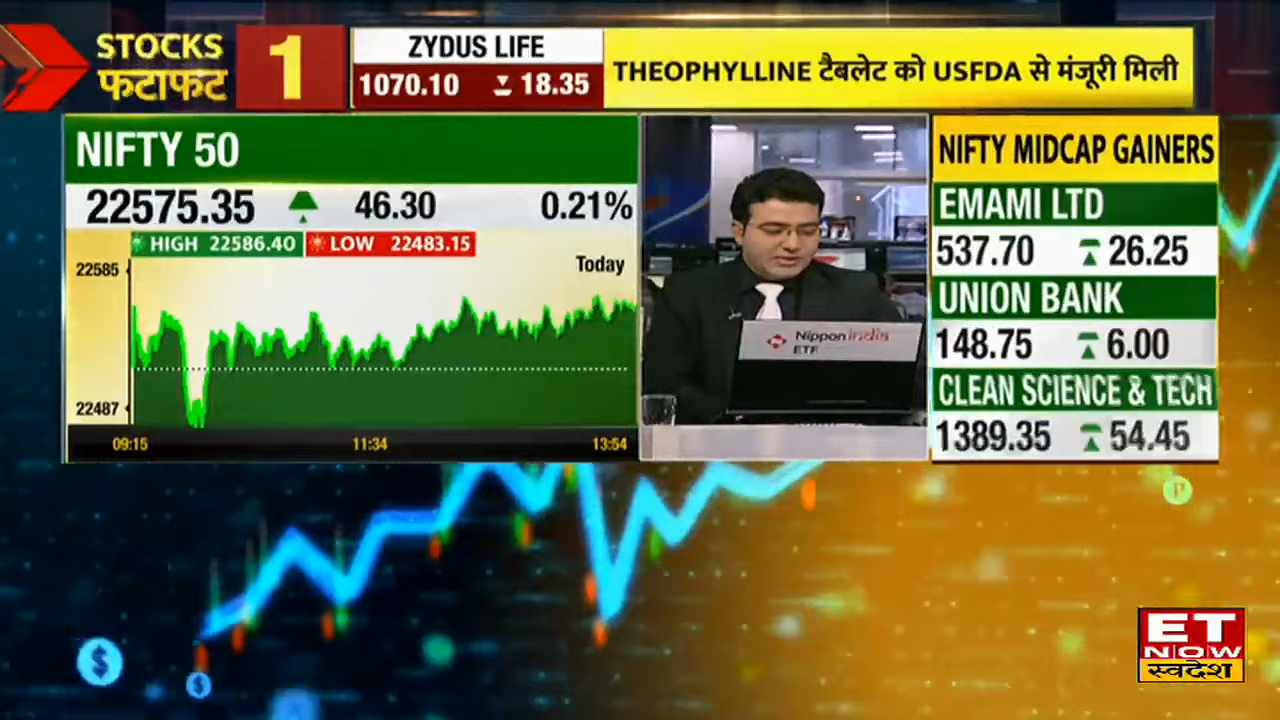 STOCKS
फटाफट
1
ZYDUS LIFE
1070.10 18.35
THEOPHYLLINE टैबलेट को USFDA से मंजूरी मिली
NIFTY 50
22575.35 46.30 0.21%
HIGH 22586.40 LOW 22483.15
Today
22585
22487
09:15 11:34 13:54
Nippon india
ETF
NIFTY MIDCAP GAINERS
EMAMI LTD
537.70 26.25
UNION BANK
148.75 6.00
CLEAN SCIENCE & TECH
1389.35 54.45
$
$
P
ET
NOW
स्वदेश